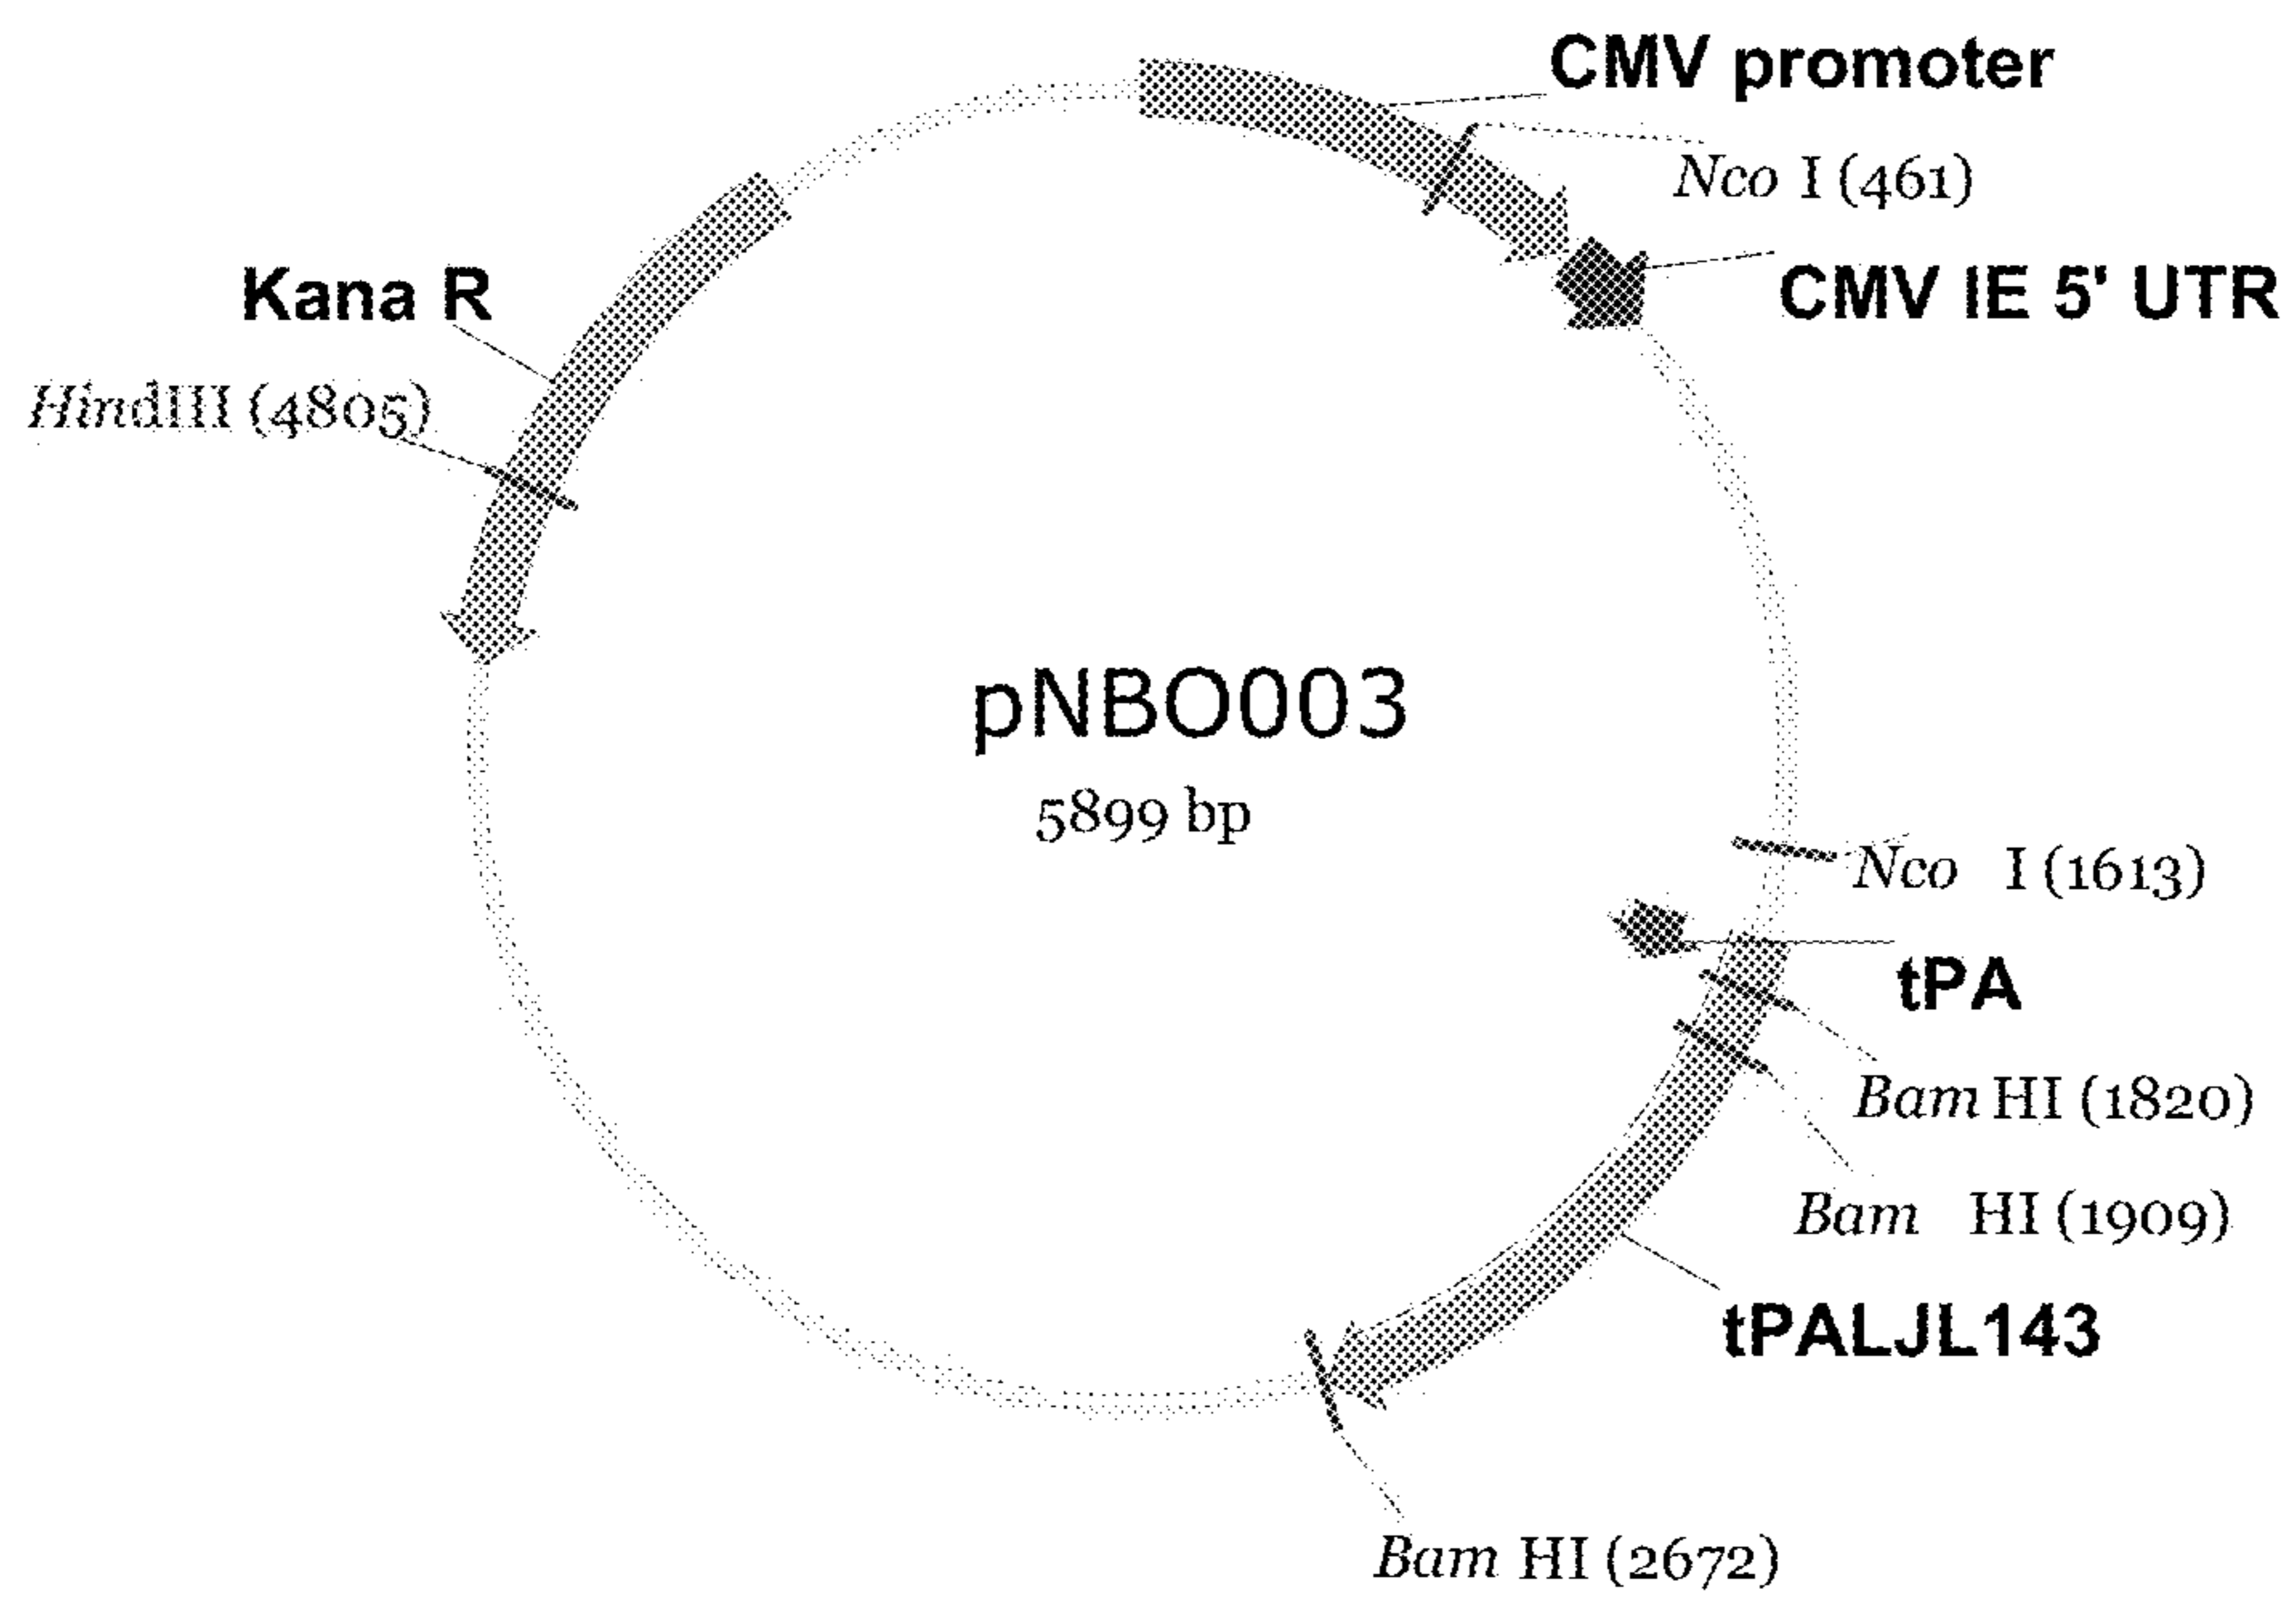 CMV promoter
Nco I (461)
CMV IE 5' UTR
Kana R
HindIII (4805)
pNBO003
5899 bp
Nco I (1613)
tPA
Bam HI (1820)
Bam HI (1909)
tPALJL143
Bam HI (2672)